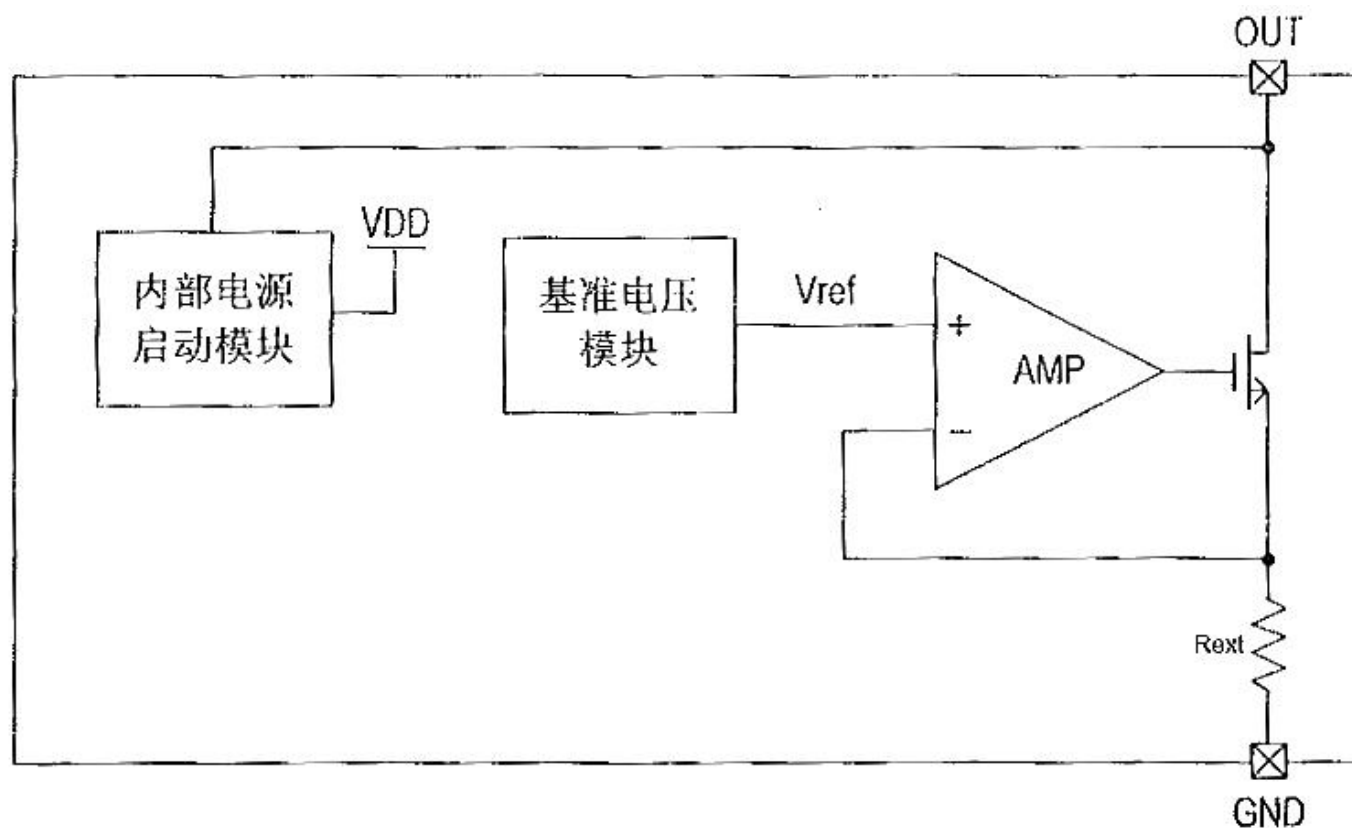 OUT
VDD
内部电源
启动模块
基准电压
模块
Vref
+
AMP
-
Rext
GND